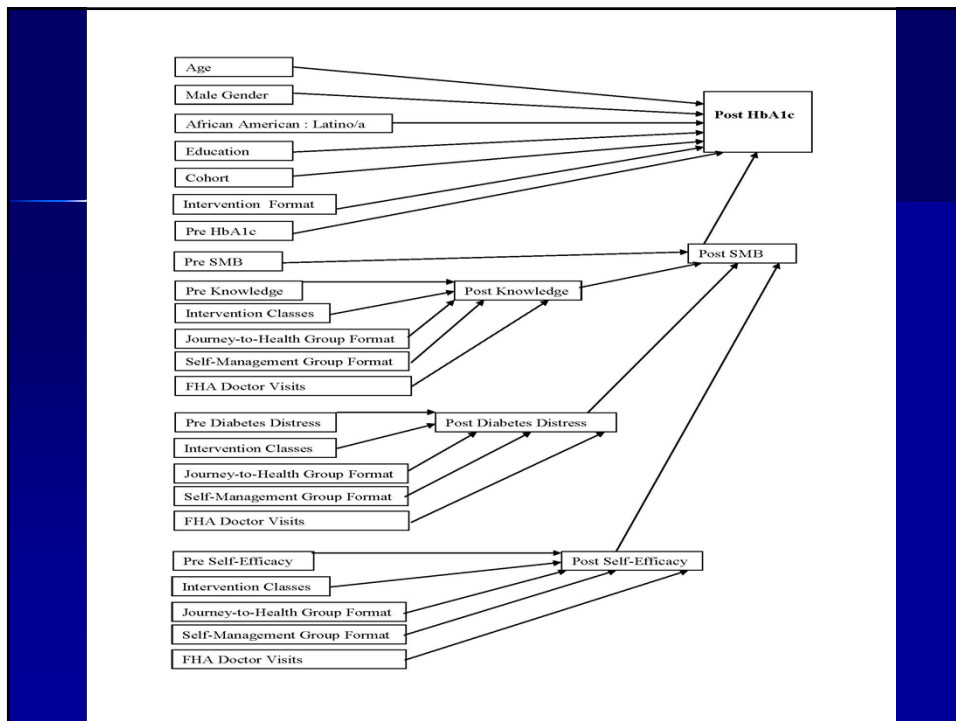 Age
Post HbA1c
Male Gender
African American : Latino/a
Education
Cohort
Intervention Format
Pre HbA1c
Post SMB
Pre SMB
Pre Knowledge
Post Knowledge
Intervention Classes
Journey-to-Health Group Format
Self-Management Group Format
FHA Doctor Visits
Pre Diabetes Distress
Post Diabetes Distress
Intervention Classes
Journey-to-Health Group Format
Self-Management Group Format
FHA Doctor Visits
Pre Self-Efficacy
Post Self-Efficacy
Intervention Classes
Journey-to-Health Group Format
Self-Management Group Format
FHA Doctor Visits